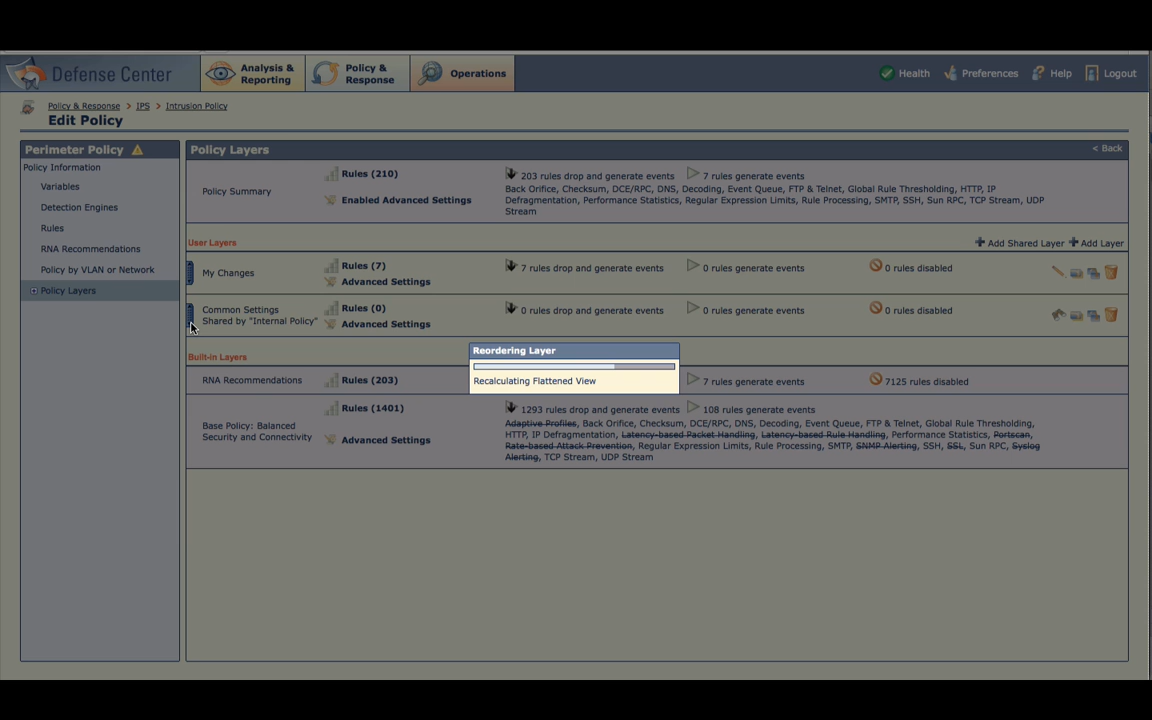 Defense Center
Analysis & Reporting
Policy & Response
Operations
Health
Preferences
Help
Logout
Policy & Response > IPS > Intrusion Policy
Edit Policy
Perimeter Policy
Policy Information
Variables
Detection Engines
Rules
RNA Recommendations
Policy by VLAN or Network
Policy Layers
Policy Layers
< Back
Policy Summary
Rules (210)
203 rules drop and generate events
7 rules generate events
Enabled Advanced Settings
Back Orifice, Checksum, DCE/RPC, DNS, Decoding, Event Queue, FTP & Telnet, Global Rule Thresholding, HTTP, IP
Defragmentation, Performance Statistics, Regular Expression Limits, Rule Processing, SMTP, SSH, Sun RPC, TCP Stream, UDP
Stream
User Layers
Add Shared Layer
Add Layer
My Changes
Rules (7)
7 rules drop and generate events
0 rules generate events
0 rules disabled
Advanced Settings
Common Settings
Shared by "Internal Policy"
Rules (0)
0 rules drop and generate events
0 rules generate events
0 rules disabled
Advanced Settings
Reordering Layer
Recalculating Flattened View
Built-in Layers
RNA Recommendations
Rules (203)
7 rules generate events
7125 rules disabled
Base Policy: Balanced
Security and Connectivity
Rules (1401)
1293 rules drop and generate events
108 rules generate events
Advanced Settings
Adaptive Profiles, Back Orifice, Checksum, DCE/RPC, DNS, Decoding, Event Queue, FTP & Telnet, Global Rule Thresholding,
HTTP, IP Defragmentation, Latency-based Packet Handling, Latency-based Rule Handling, Performance Statistics, Portscan,
Rate-based Attack Prevention, Regular Expression Limits, Rule Processing, SMTP, SNMP Alerting, SSH, SSL, Sun RPC, Syslog
Alerting, TCP Stream, UDP Stream